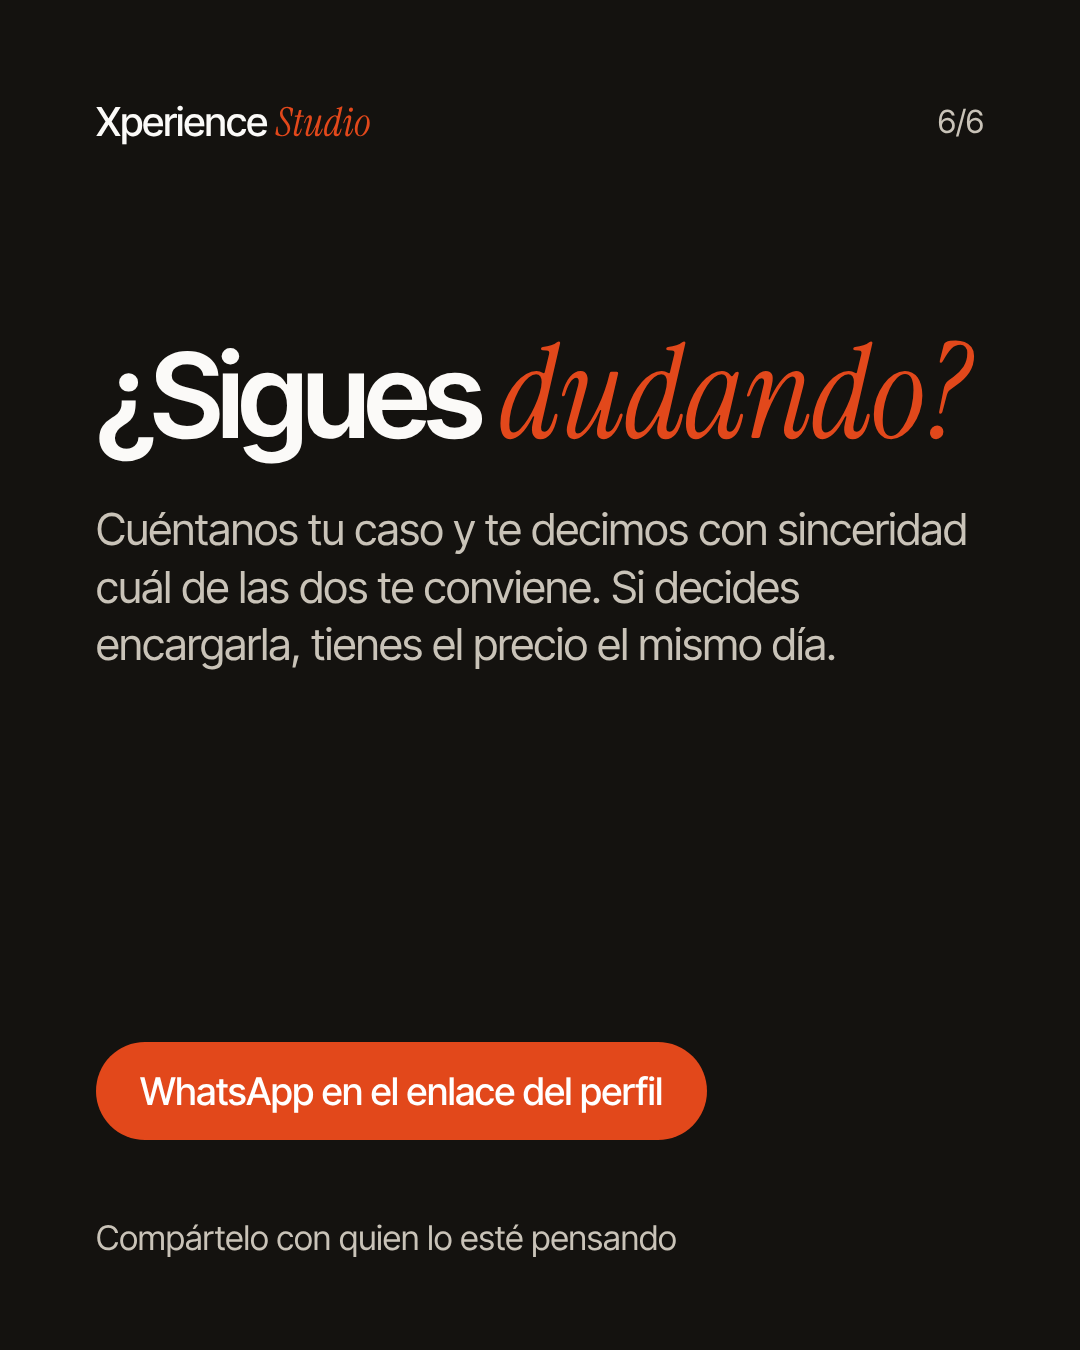 Xperience Studio
6/6
¿Sigues dudando?
Cuéntanos tu caso y te decimos con sinceridad
cuál de las dos te conviene. Si decides
encargarla, tienes el precio el mismo día.
WhatsApp en el enlace del perfil
Compártelo con quien lo esté pensando